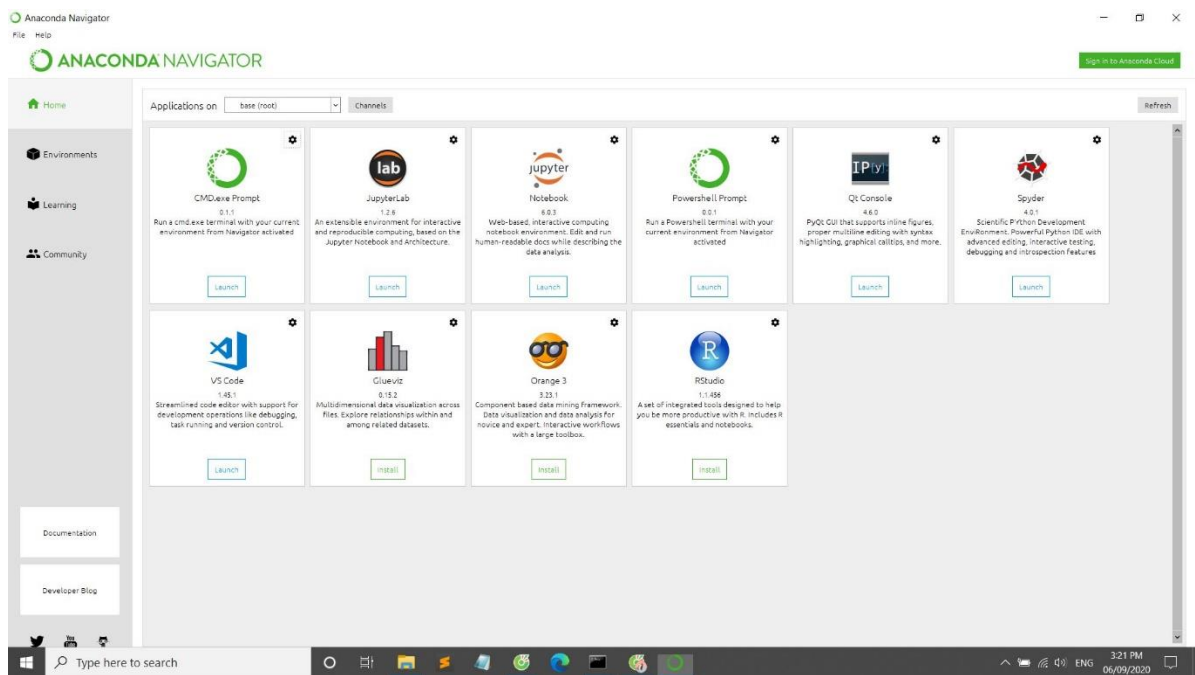 Anaconda Navigator
File Help
ANACONDA NAVIGATOR
Sign in to Anaconda Cloud
Home
Environments
Learning
Community
Documentation
Developer Blog
Applications on base (root) Channels
Refresh
CMD.exe Prompt
0.1.1
Run a cmd.exe terminal with your current
environment from Navigator activated
Launch
lab
JupyterLab
1.2.6
An extensible environment for interactive
and reproducible computing, based on the
Jupyter Notebook and Architecture.
Launch
jupyter
Notebook
6.0.3
Web-based, interactive computing
notebook environment. Edit and run
human-readable docs while describing the
data analysis.
Launch
Powershell Prompt
0.0.1
Run a Powershell terminal with your
current environment from Navigator
activated
Launch
IP[y]:
Qt Console
4.6.0
PyQt GUI that supports inline figures,
proper multiline editing with syntax
highlighting, graphical calltips, and more.
Launch
Spyder
4.0.1
Scientific PYthon Development
EnviRonment. Powerful Python IDE with
advanced editing, interactive testing,
debugging and introspection features
Launch
VS Code
1.45.1
Streamlined code editor with support for
development operations like debugging,
task running and version control.
Launch
Glueviz
0.15.2
Multidimensional data visualization across
files. Explore relationships within and
among related datasets.
Install
Orange 3
3.23.1
Component based data mining framework.
Data visualization and data analysis for
novice and expert. Interactive workflows
with a large toolbox.
Install
R
RStudio
1.1.456
A set of integrated tools designed to help
you be more productive with R. Includes R
essentials and notebooks.
Install
You
Tube
Type here to search
ENG
3:21 PM
06/09/2020